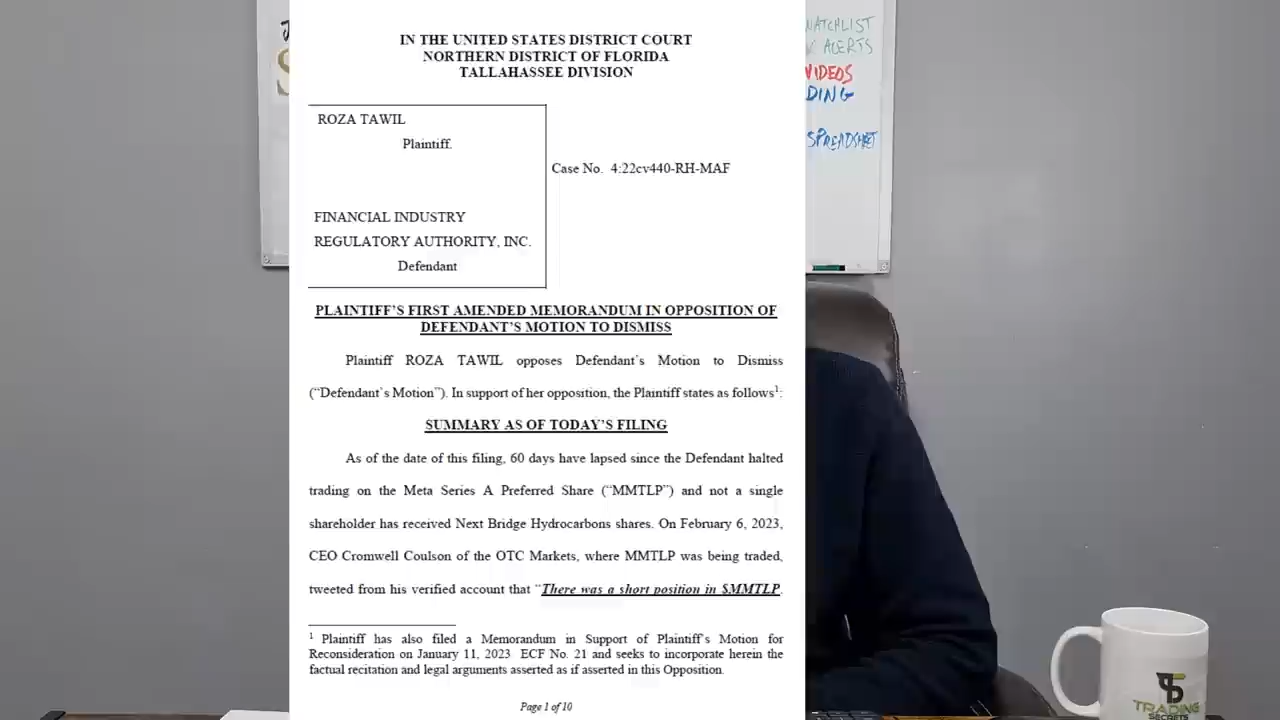 IN THE UNITED STATES DISTRICT COURT
NORTHERN DISTRICT OF FLORIDA
TALLAHASSEE DIVISION
ROZA TAWIL
Plaintiff.
Case No. 4:22cv440-RH-MAF
FINANCIAL INDUSTRY
REGULATORY AUTHORITY, INC.
Defendant
PLAINTIFF'S FIRST AMENDED MEMORANDUM IN OPPOSITION OF
DEFENDANT'S MOTION TO DISMISS
Plaintiff ROZA TAWIL opposes Defendant's Motion to Dismiss
("Defendant's Motion"). In support of her opposition, the Plaintiff states as follows1:
SUMMARY AS OF TODAY'S FILING
As of the date of this filing, 60 days have lapsed since the Defendant halted
trading on the Meta Series A Preferred Share ("MMTLP") and not a single
shareholder has received Next Bridge Hydrocarbons shares. On February 6, 2023,
CEO Cromwell Coulson of the OTC Markets, where MMTLP was being traded,
tweeted from his verified account that "There was a short position in $MMTLP.
1 Plaintiff has also filed a Memorandum in Support of Plaintiff's Motion for
Reconsideration on January 11, 2023 ECF No. 21 and seeks to incorporate herein the
factual recitation and legal arguments asserted as if asserted in this Opposition.
Page 1 of 10
ALERTS
VIDEOS
SPREADSHEET
TRADING